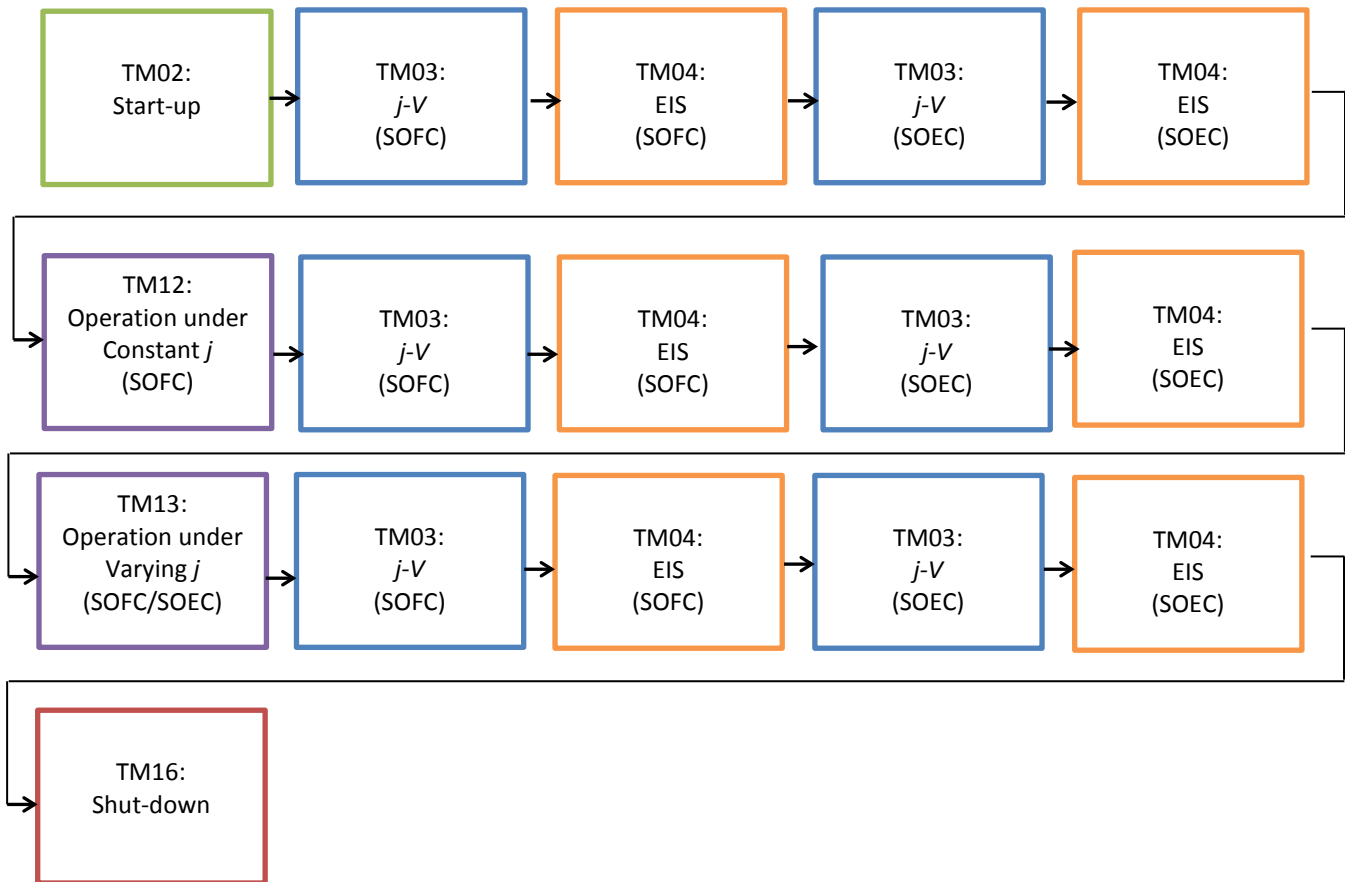 TM02:
Start-up
TM03:
j-V
(SOFC)
TM04:
EIS
(SOFC)
TM03:
j-V
(SOEC)
TM04:
EIS
(SOEC)
TM12:
Operation under
Constant j
(SOFC)
TM03:
j-V
(SOFC)
TM04:
EIS
(SOFC)
TM03:
j-V
(SOEC)
TM04:
EIS
(SOEC)
TM13:
Operation under
Varying j
(SOFC/SOEC)
TM03:
j-V
(SOFC)
TM04:
EIS
(SOFC)
TM03:
j-V
(SOEC)
TM04:
EIS
(SOEC)
TM16:
Shut-down